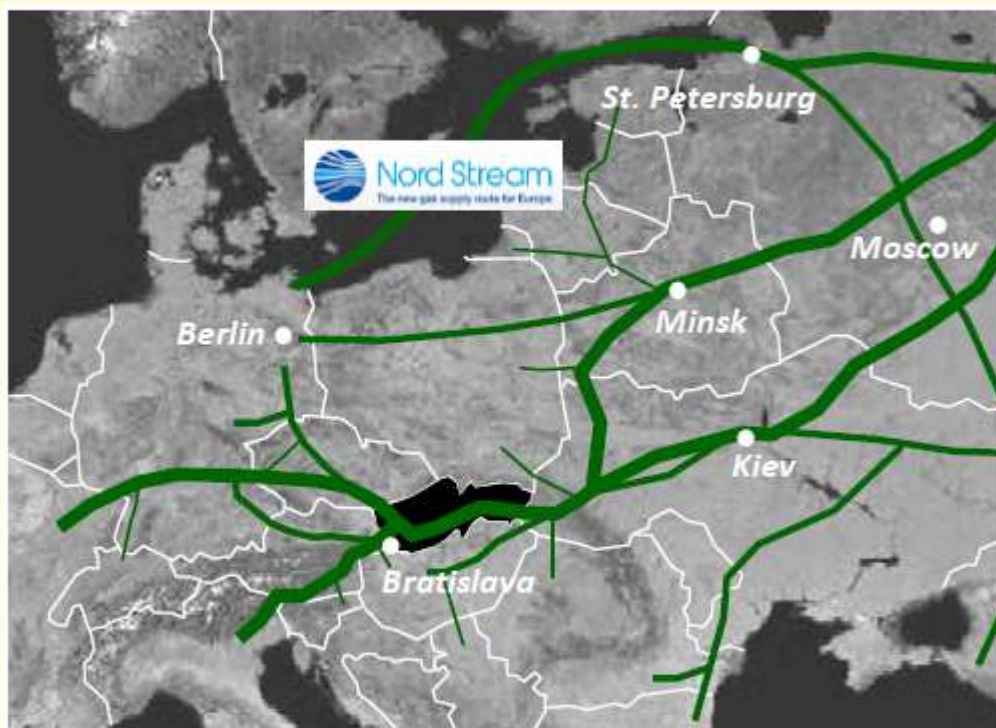 St. Petersburg
Nord Stream
The new gas supply route for Europe
Moscow
Minsk
Berlin
Kiev
Bratislava